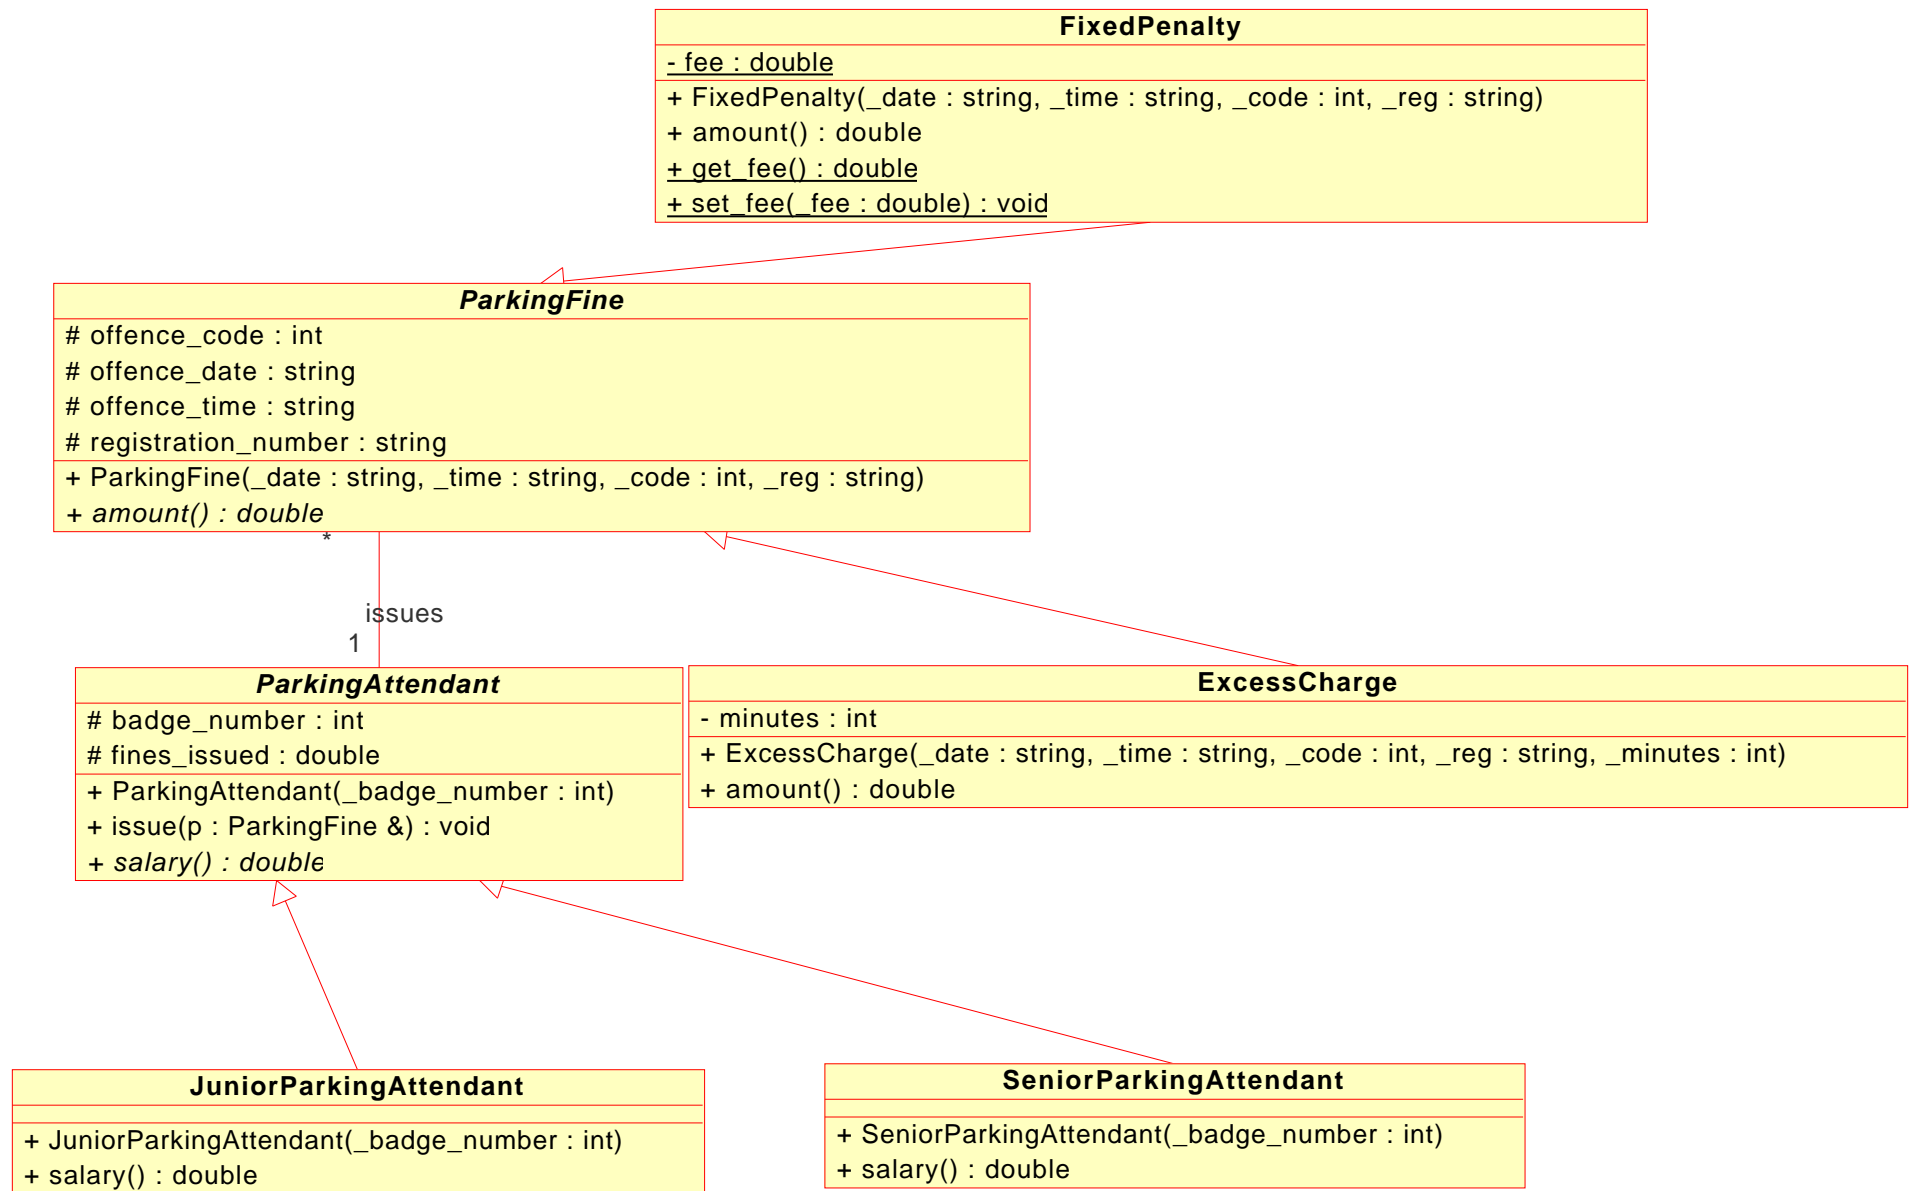 FixedPenalty
- fee : double
+ FixedPenalty(_date : string, _time : string, _code : int, _reg : string)
+ amount() : double
+ get_fee() : double
+ set_fee(_fee : double) : void
ParkingFine
# offence_code : int
# offence_date : string
# offence_time : string
# registration_number : string
+ ParkingFine(_date : string, _time : string, _code : int, _reg : string)
+ amount() : double
*
issues
1
ParkingAttendant
# badge_number : int
# fines_issued : double
+ ParkingAttendant(_badge_number : int)
+ issue(p : ParkingFine &) : void
+ salary() : double
ExcessCharge
- minutes : int
+ ExcessCharge(_date : string, _time : string, _code : int, _reg : string, _minutes : int)
+ amount() : double
JuniorParkingAttendant
+ JuniorParkingAttendant(_badge_number : int)
+ salary() : double
SeniorParkingAttendant
+ SeniorParkingAttendant(_badge_number : int)
+ salary() : double